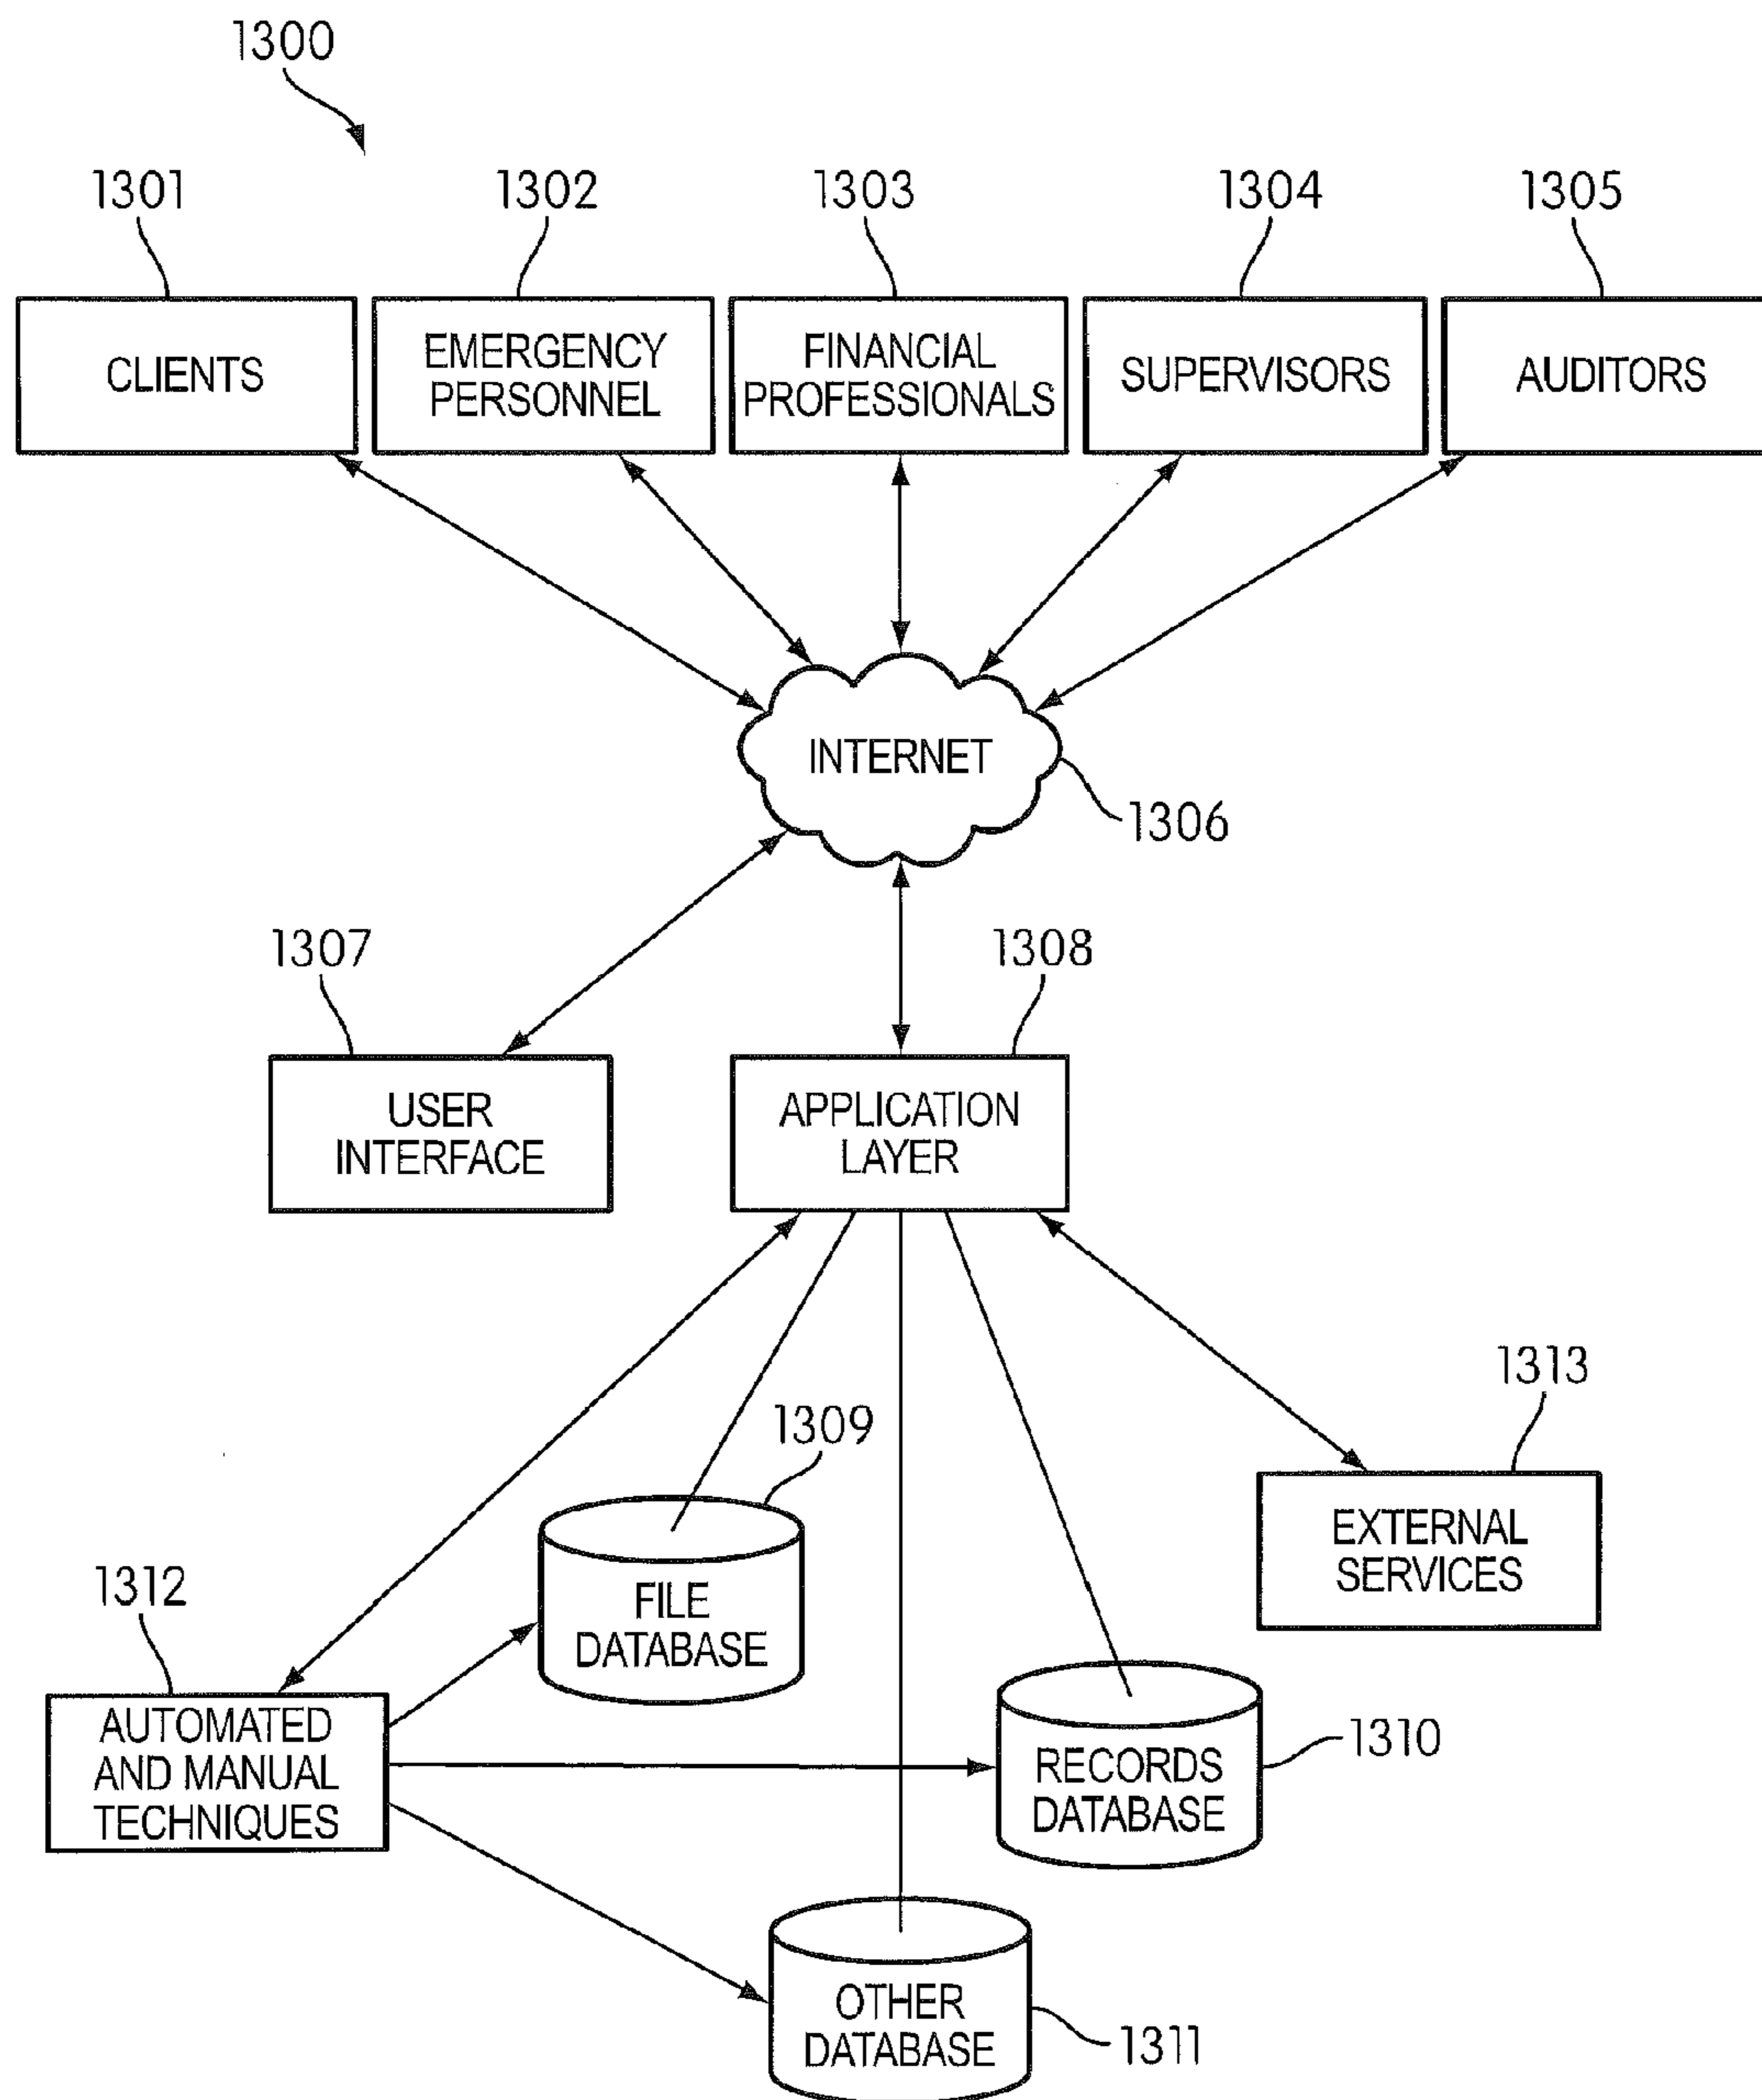 1300
1301
1302
1303
1304
1305
CLIENTS
EMERGENCY
PERSONNEL
FINANCIAL
PROFESSIONALS
SUPERVISORS
AUDITORS
INTERNET
1306
1307
1308
USER
INTERFACE
APPLICATION
LAYER
1309
1313
FILE
DATABASE
EXTERNAL
SERVICES
1312
AUTOMATED
AND MANUAL
TECHNIQUES
RECORDS
DATABASE
1310
OTHER
DATABASE
1311